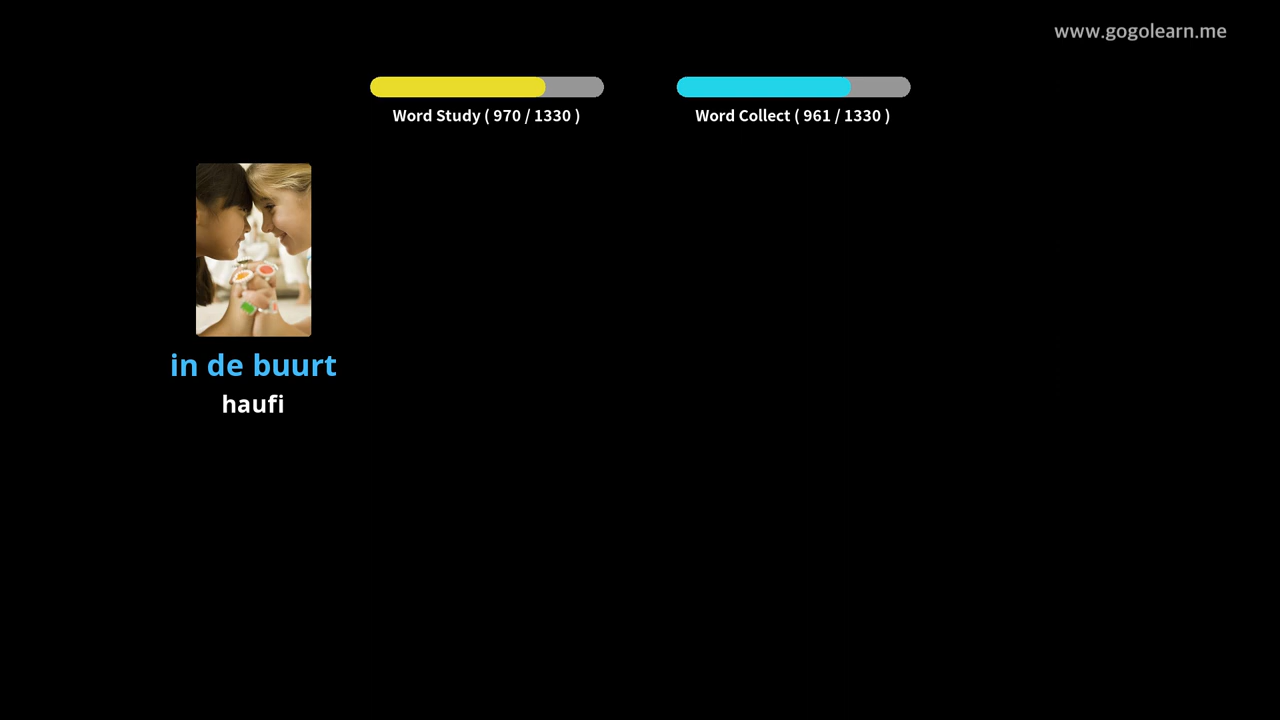 www.gogolearn.me
Word Study ( 970 / 1330 )
Word Collect ( 961 / 1330 )
in de buurt
haufi